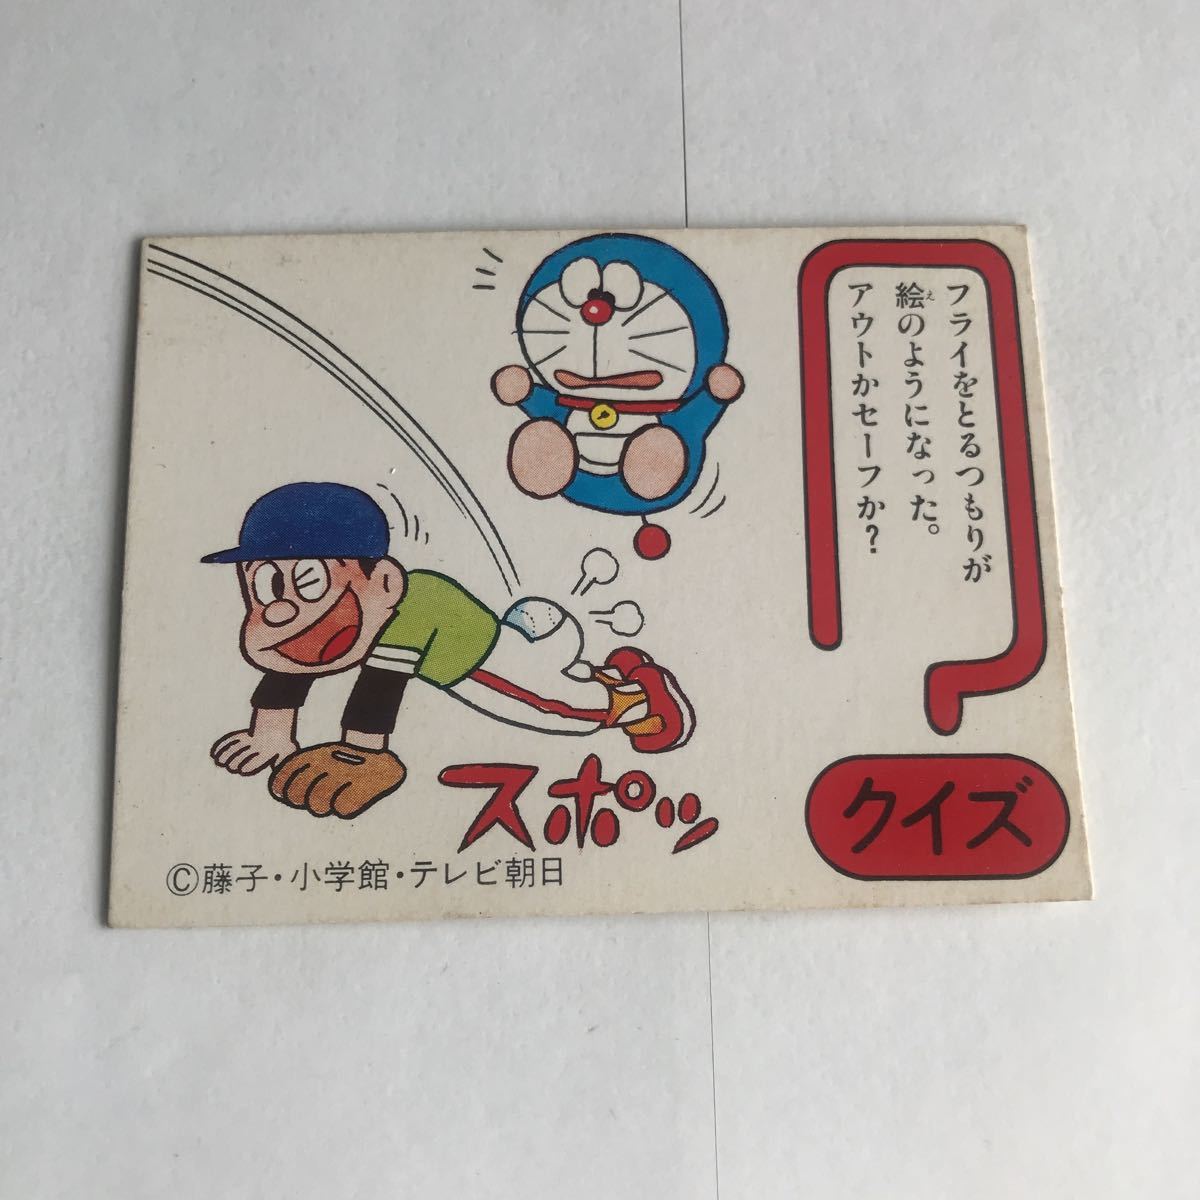 フライをとるつもりが
絵のようになった。
え
アウトかセーフか？
クイズ
スポッ
Ⓒ藤子・小学館・テレビ朝日